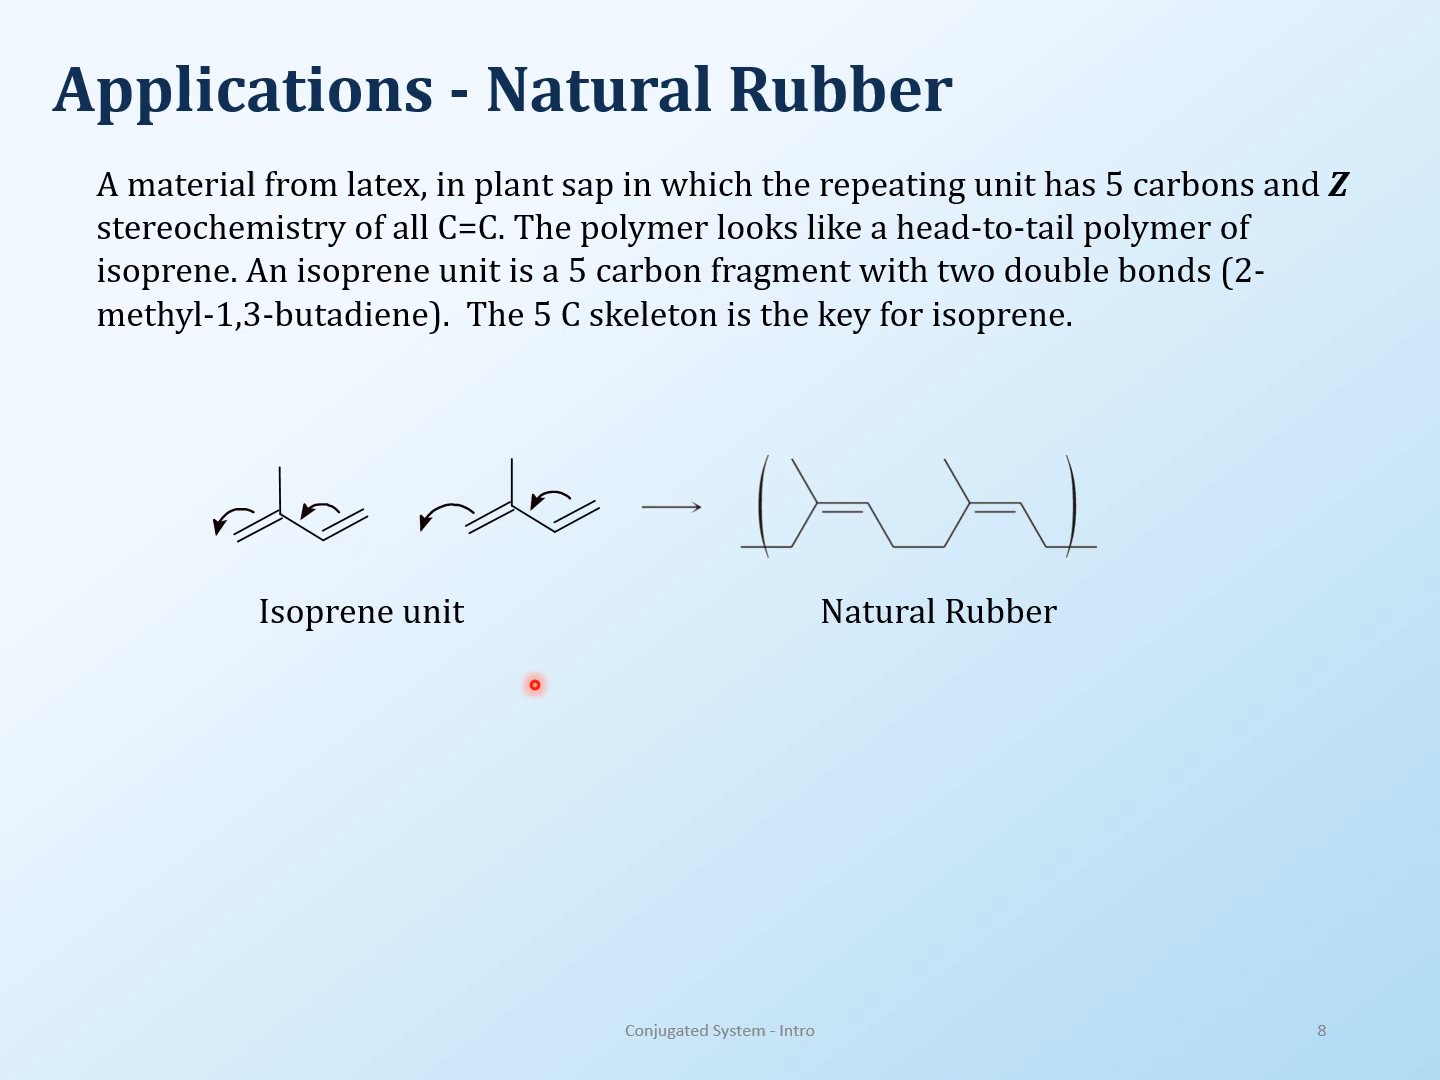 Applications - Natural Rubber
A material from latex, in plant sap in which the repeating unit has 5 carbons and Z
stereochemistry of all C=C. The polymer looks like a head-to-tail polymer of
isoprene. An isoprene unit is a 5 carbon fragment with two double bonds (2-
methyl-1,3-butadiene).  The 5 C skeleton is the key for isoprene.
Isoprene unit
Natural Rubber
Conjugated System - Intro
8